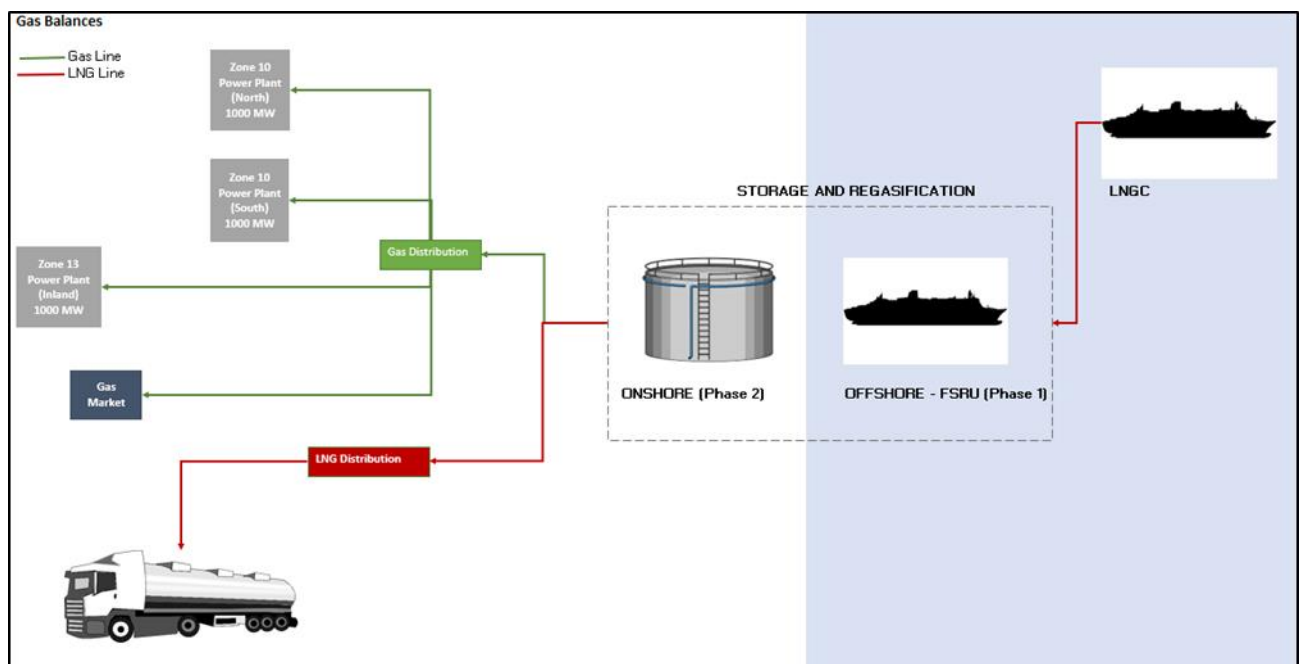 Gas Balances
Gas Line
LNG Line
Zone 10
Power Plant
(North)
1000 MW
Zone 10
Power Plant
(South)
1000 MW
Zone 13
Power Plant
(Inland)
1000 MW
Gas Distribution
Gas
Market
LNG Distribution
STORAGE AND REGASIFICATION
ONSHORE (Phase 2)
OFFSHORE - FSRU (Phase 1)
LNGC